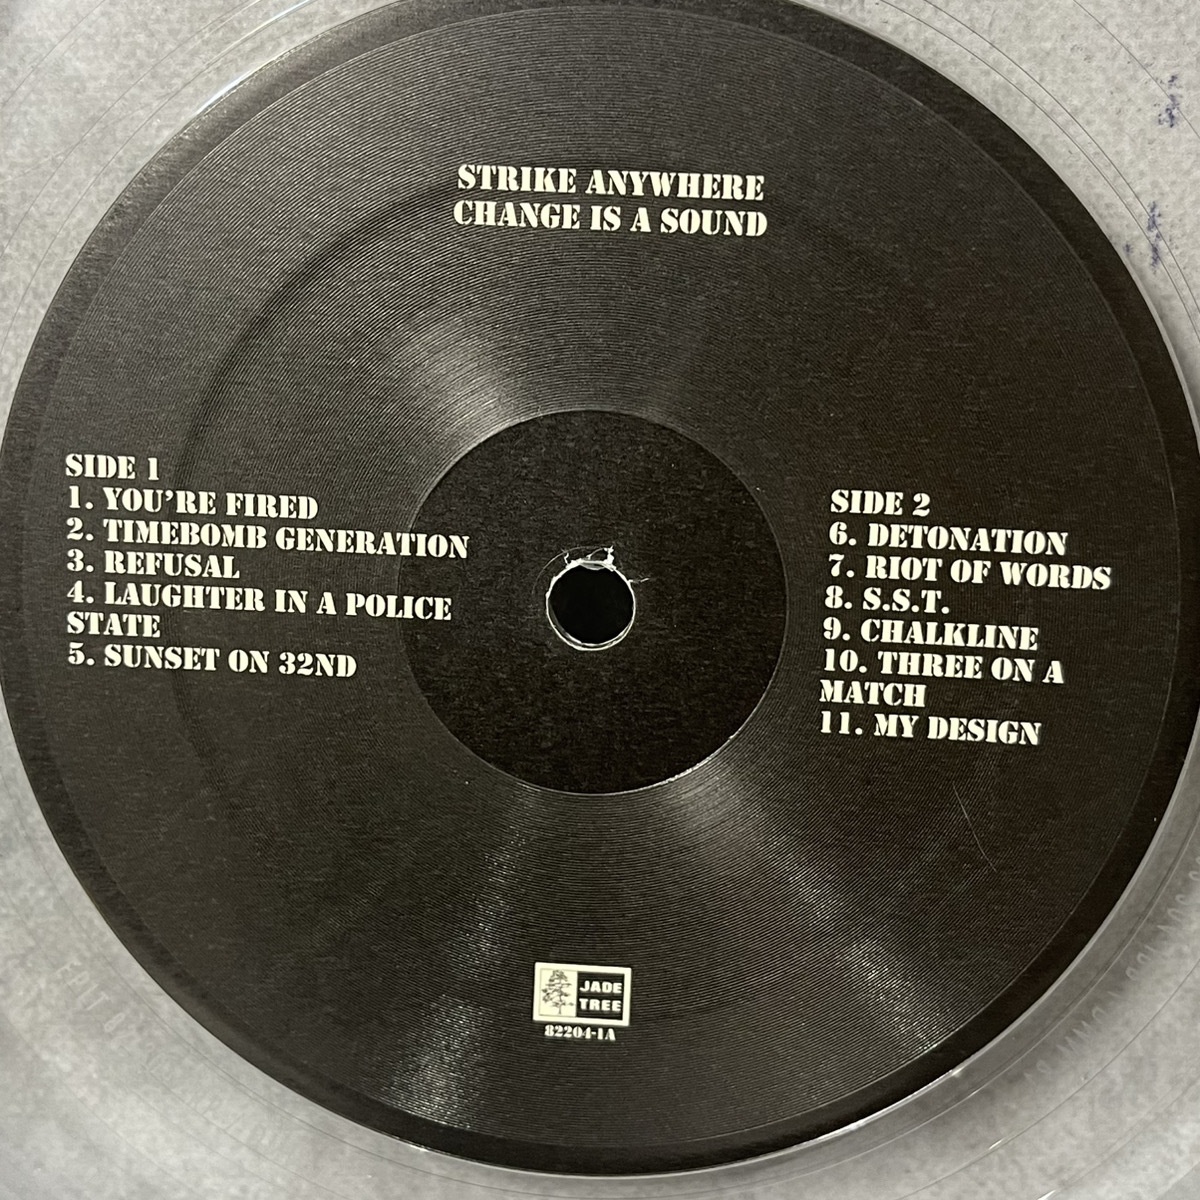 STRIKE ANYWHERE
CHANGE IS A SOUND
SIDE 1
1. YOU'RE FIRED
2. TIMEBOMB GENERATION
3. REFUSAL
4. LAUGHTER IN A POLICE
STATE
5. SUNSET ON 32ND
SIDE 2
6. DETONATION
7. RIOT OF WORDS
8. S.S.T.
9. CHALKLINE
10. THREE ON A
MATCH
11. MY DESIGN
JADE
TREE
82204-1A